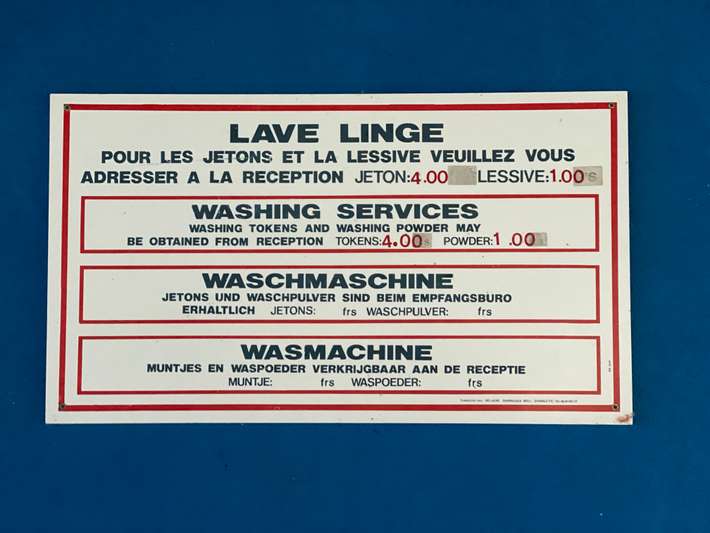 LAVE LINGE
POUR LES JETONS ET LA LESSIVE VEUILLEZ VOUS
ADRESSER A LA RECEPTION JETON: 4.00 LESSIVE: 1.00
WASHING SERVICES
WASHING TOKENS AND WASHING POWDER MAY
BE OBTAINED FROM RECEPTION TOKENS: 4.00 POWDER: 1.00
WASCHMASCHINE
JETONS UND WASCHPULVER SIND BEIM EMPFANGSBURO
ERHALTLICH JETONS: frs WASCHPULVER: frs
WASMACHINE
MUNTJES EN WASPOEDER VERKRIJGBAAR AAN DE RECEPTIE
MUNTJE: frs WASPOEDER: frs